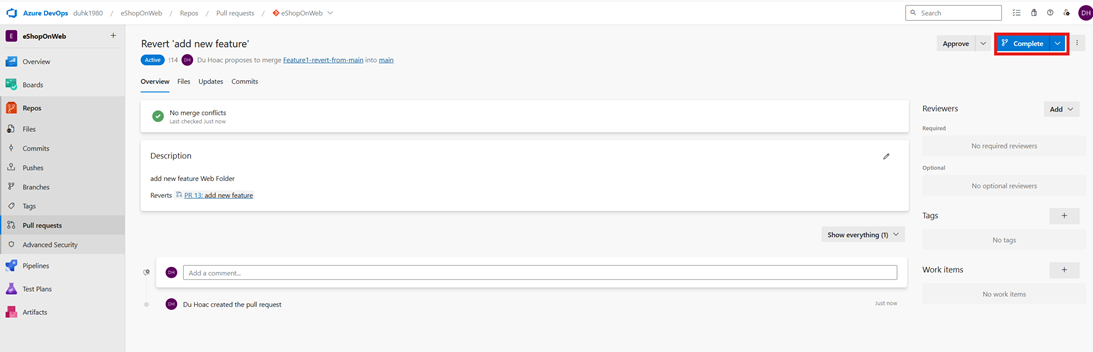 Azure DevOps duhk1980 / eShopOnWeb / Repos / Pull requests / eShopOnWeb
Search
DH
E eShopOnWeb +
Overview
Boards
Repos
Files
Commits
Pushes
Branches
Tags
Pull requests
Advanced Security
Pipelines
Test Plans
Artifacts
Revert 'add new feature'
Active !14 DH Du Hoac proposes to merge Feature1-revert-from-main into main
Approve
Complete
Overview Files Updates Commits
No merge conflicts
Last checked Just now
Description
add new feature Web Folder
Reverts PR 13: add new feature
Show everything (1)
DH Add a comment...
DH Du Hoac created the pull request Just now
Reviewers Add
Required
No required reviewers
Optional
No optional reviewers
Tags +
No tags
Work items +
No work items